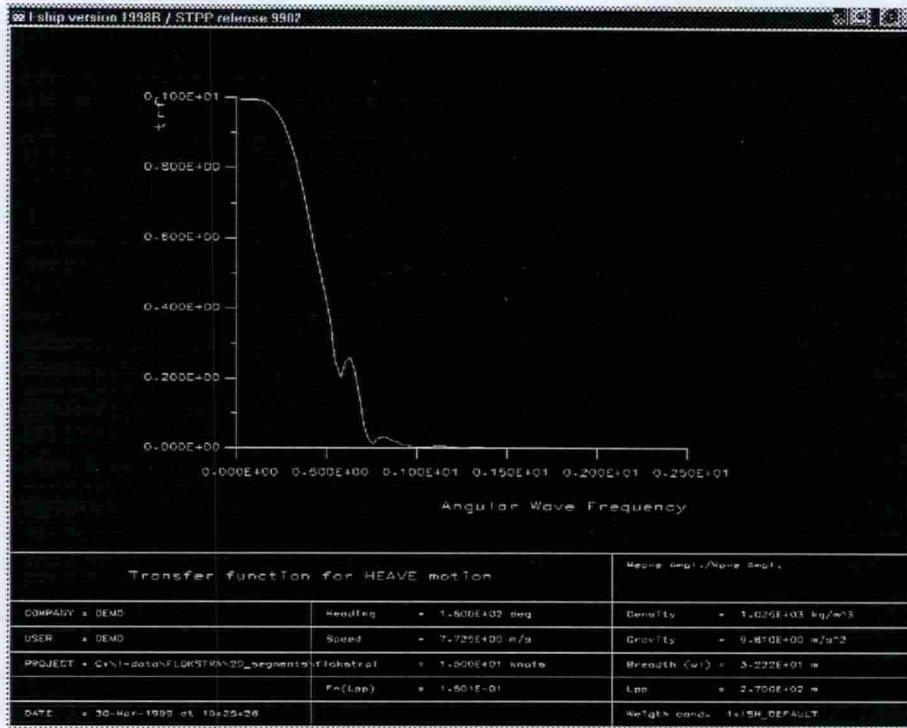 I-ship version 1998B / STPP release 9902
0.100E+01
trf
0.800E+00
0.600E+00
0.400E+00
0.200E+00
0.000E+00
0.000E+00 0.500E+00 0.100E+01 0.150E+01 0.200E+01 0.250E+01
Angular Wave Frequency
Transfer function for HEAVE motion
Heave Ampl./Wave Ampl.
COMPANY = DEMO
Heading = 1.800E+02 deg
Density = 1.025E+03 kg/m^3
USER = DEMO
Speed = 7.725E+00 m/s
Gravity = 9.810E+00 m/s^2
PROJECT = C:\I-data\FLOKSTRA\20_segments\flokstra1
= 1.500E+01 knots
Breadth (wl) = 3.222E+01 m
Fn(Lpp) = 1.501E-01
Lpp = 2.700E+02 m
DATE = 30-Mar-1999 at
Weigth cond. 1=ISH_DEFAULT